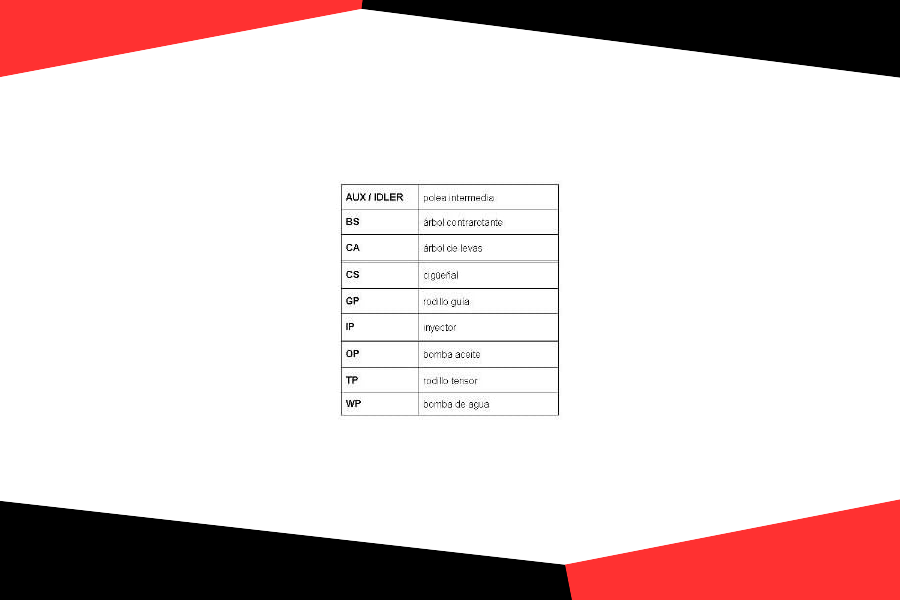 AUX / IDLER polea intermedia
BS árbol contrarotante
CA árbol de levas
CS cigüeñal
GP rodillo guía
IP inyector
OP bomba aceite
TP rodillo tensor
WP bomba de agua